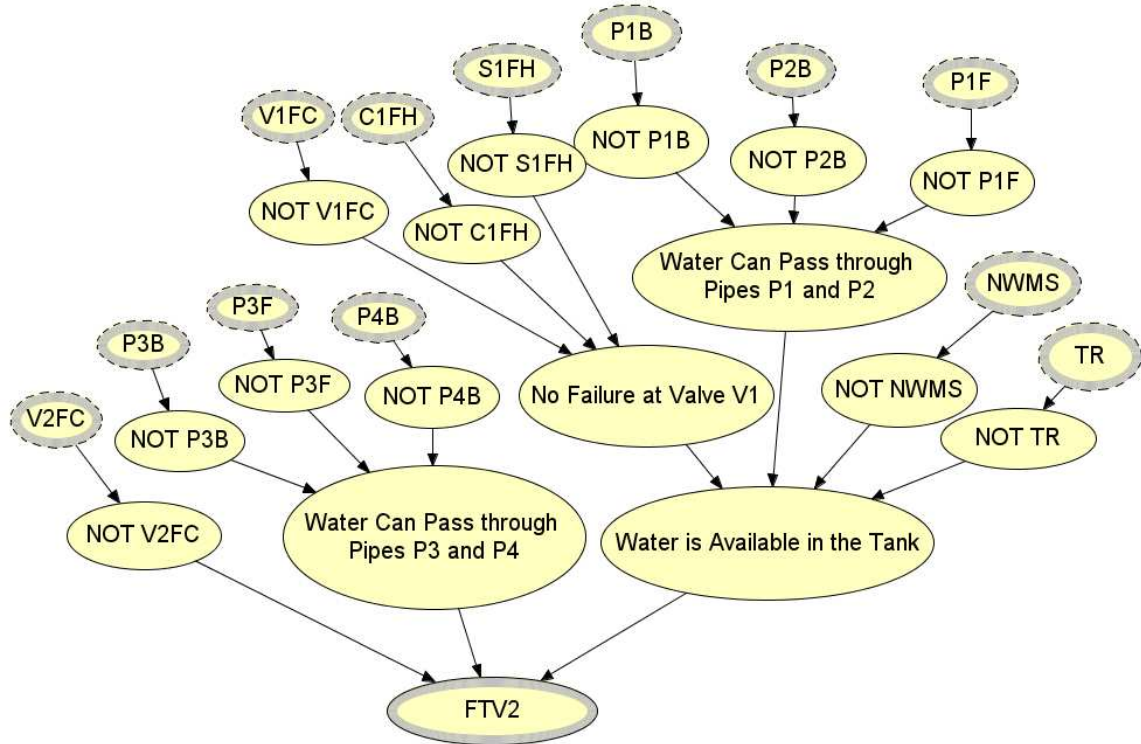 P1B
S1FH
P2B
P1F
V1FC
C1FH
NOT P1B
NOT S1FH
NOT P2B
NOT P1F
NOT V1FC
NOT C1FH
Water Can Pass through
Pipes P1 and P2
NWMS
P3F
P4B
P3B
TR
NOT P3F
NOT P4B
No Failure at Valve V1
NOT NWMS
V2FC
NOT P3B
NOT TR
NOT V2FC
Water Can Pass through
Pipes P3 and P4
Water is Available in the Tank
FTV2